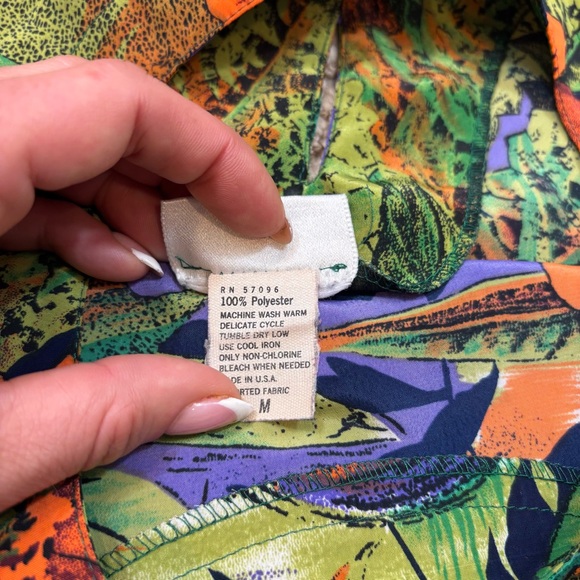 RN 57096
100% Polyester
MACHINE WASH WARM
DELICATE CYCLE
TUMBLE DRY LOW
USE COOL IRON
ONLY NON-CHLORINE
BLEACH WHEN NEEDED
MADE IN U.S.A.
FABRIC
M